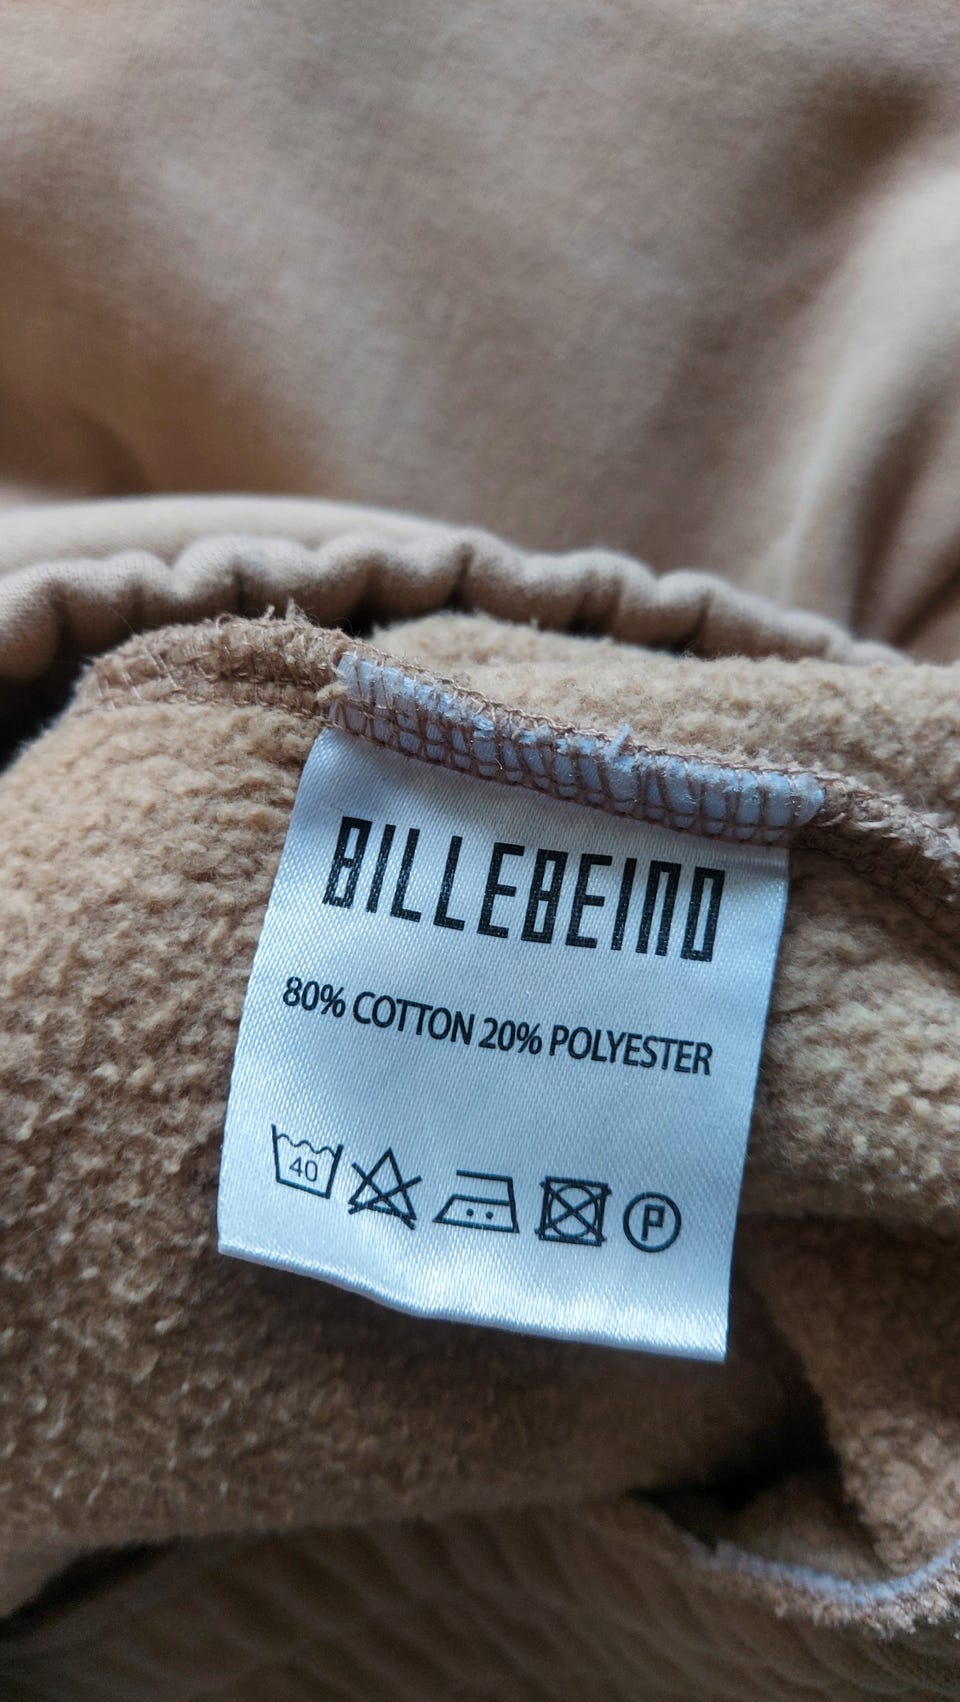 BILLEBEINO
80% COTTON 20% POLYESTER
40
P